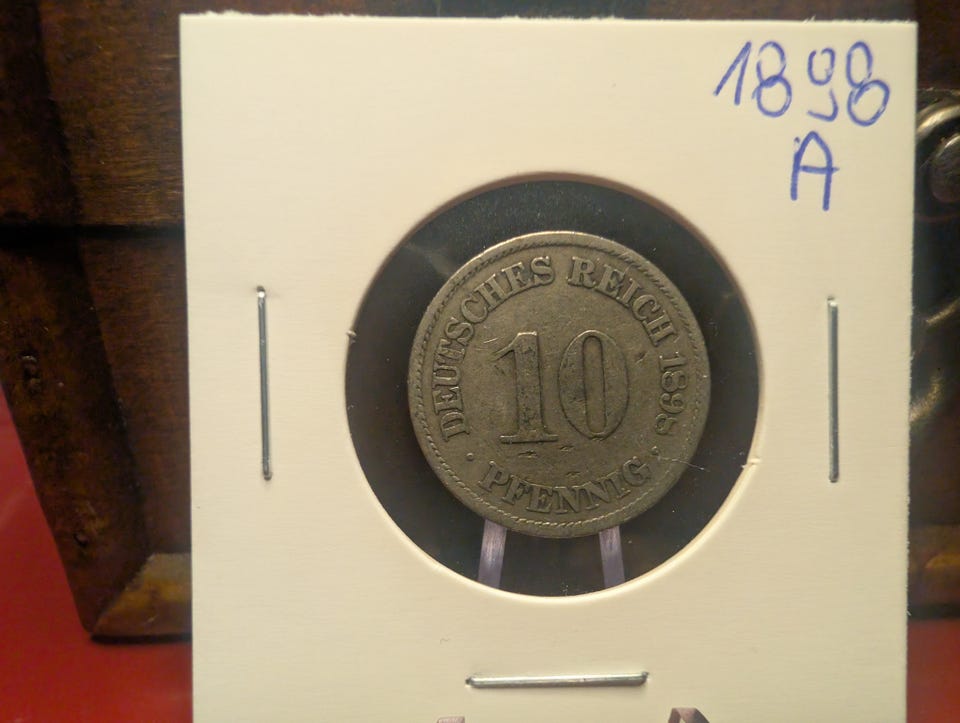 1898
A
DEUTSCHES REICH 1898
10
· PFENNIG ·